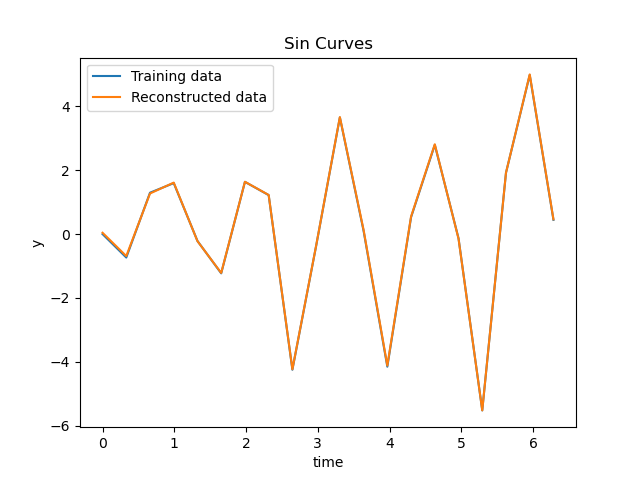 Sin Curves
Training data
Reconstructed data
y
4
2
0
−2
−4
−6
0 1 2 3 4 5 6
time